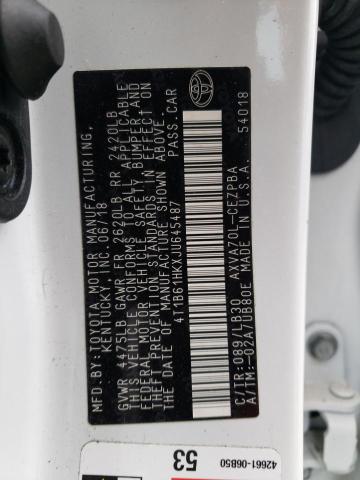 MFD.BY:TOYOTA MOTOR MANUFACTURING,
KENTUCKY, INC. 06/18
GVWR 4475LB GAWR FR 2620LB RR 2420LB
THIS VEHICLE CONFORMS TO ALL APPLICABLE
FEDERAL MOTOR VEHICLE SAFETY, BUMPER, AND
THEFT PREVENTION STANDARDS IN EFFECT ON
THE DATE OF MANUFACTURE SHOWN ABOVE.
4T1B61HKXJU645487 PASS.CAR
C/TR:089/LB30 AXVA70L-CEZPBA
A/TM:-02A/UB80E MADE IN U.S.A. 54018
42661-06B50
53